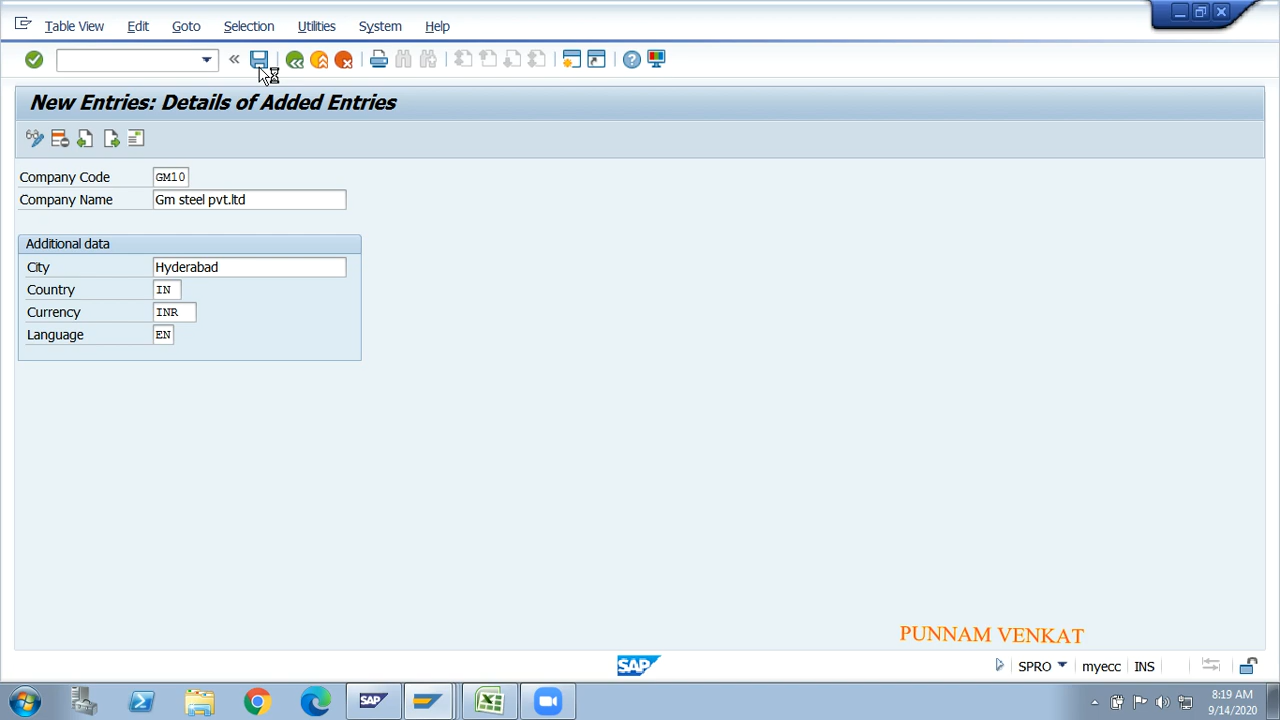 Table View Edit Goto Selection Utilities System Help
New Entries: Details of Added Entries
Company Code GM10
Company Name Gm steel pvt.ltd
Additional data
City Hyderabad
Country IN
Currency INR
Language EN
PUNNAM VENKAT
SAP SPRO myecc INS
SAP
8:19 AM
9/14/2020